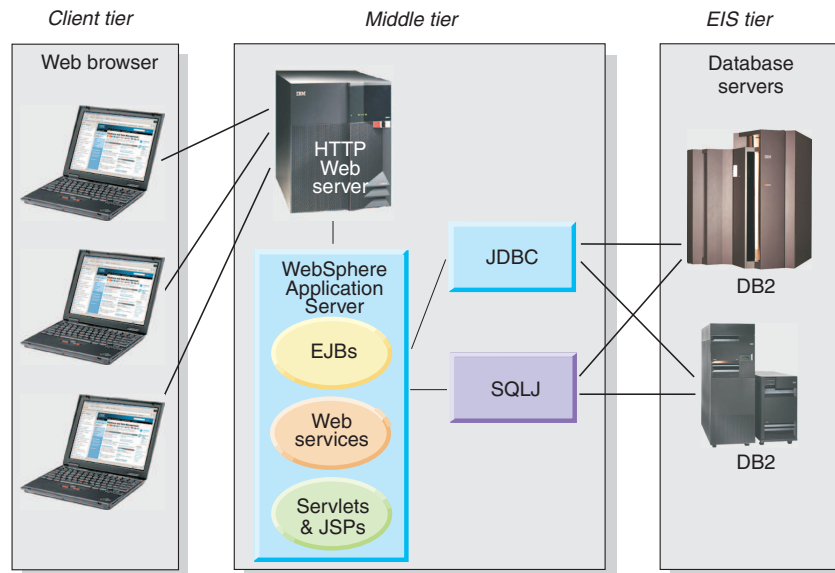 Client tier
Middle tier
EIS tier
Web browser
IBM
HTTP
Web
server
WebSphere
Application
Server
EJBs
Web
services
Servlets
& JSPs
JDBC
SQLJ
Database
servers
DB2
DB2